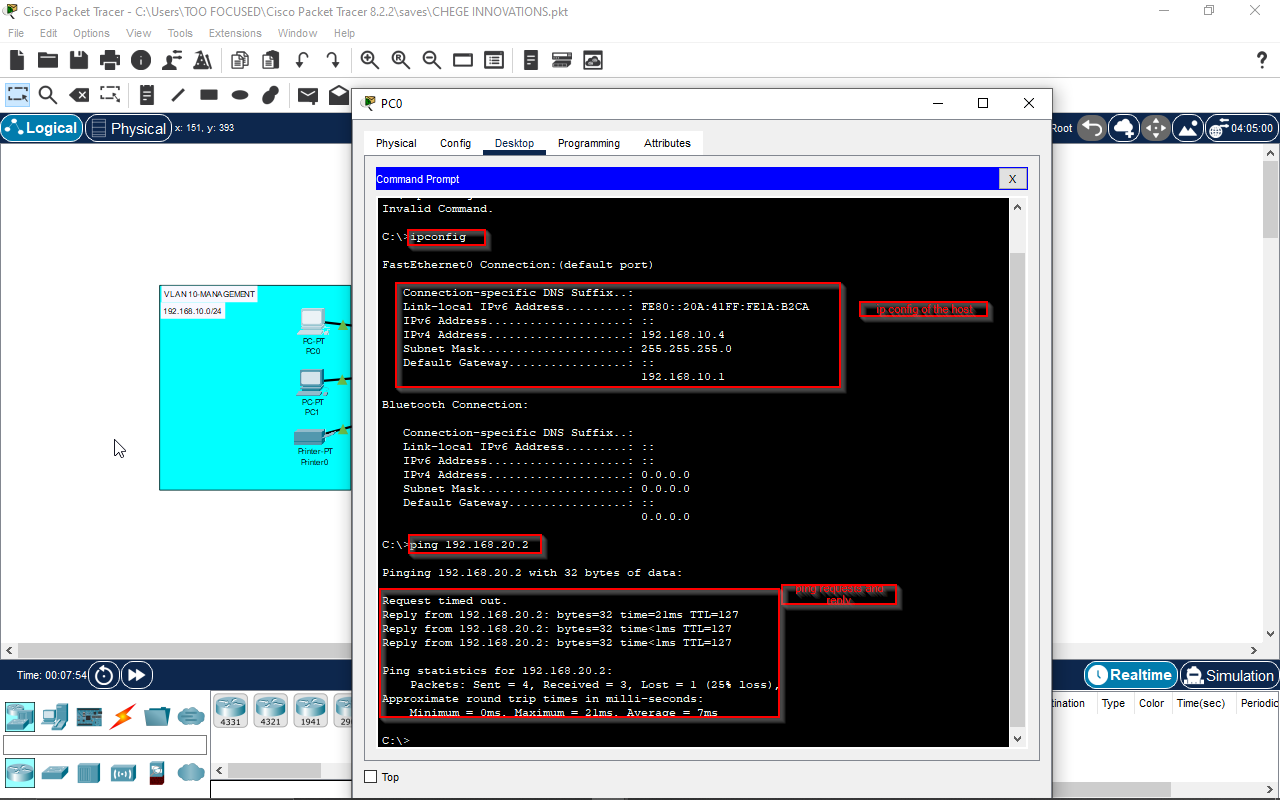 Cisco Packet Tracer - C:\Users\TOO FOCUSED\Cisco Packet Tracer 8.2.2\saves\CHEGE INNOVATIONS.pkt
File Edit Options View Tools Extensions Window Help
?
PC0
Logical Physical x: 151, y: 393
Root 04:05:00
Physical Config Desktop Programming Attributes
Command Prompt X
Invalid Command.
C:\>ipconfig
FastEthernet0 Connection:(default port)
Connection-specific DNS Suffix..:
Link-local IPv6 Address.........: FE80::20A:41FF:FE1A:B2CA
IPv6 Address....................: ::
IPv4 Address....................: 192.168.10.4
Subnet Mask.....................: 255.255.255.0
Default Gateway.................: ::
192.168.10.1
ip config of the host
Bluetooth Connection:
Connection-specific DNS Suffix..:
Link-local IPv6 Address.........: ::
IPv6 Address....................: ::
IPv4 Address....................: 0.0.0.0
Subnet Mask.....................: 0.0.0.0
Default Gateway.................: ::
0.0.0.0
C:\>ping 192.168.20.2
Pinging 192.168.20.2 with 32 bytes of data:
Request timed out.
Reply from 192.168.20.2: bytes=32 time=21ms TTL=127
Reply from 192.168.20.2: bytes=32 time<1ms TTL=127
Reply from 192.168.20.2: bytes=32 time<1ms TTL=127
ping requests and
reply
Ping statistics for 192.168.20.2:
Packets: Sent = 4, Received = 3, Lost = 1 (25% loss),
Approximate round trip times in milli-seconds:
Minimum = 0ms, Maximum = 21ms, Average = 7ms
C:\>
Top
VLAN 10-MANAGEMENT
192.168.10.0/24
PC-PT
PC0
PC-PT
PC1
Printer-PT
Printer0
Time: 00:07:54
Realtime Simulation
4331 4321 1941
Type Color Time(sec) Periodic